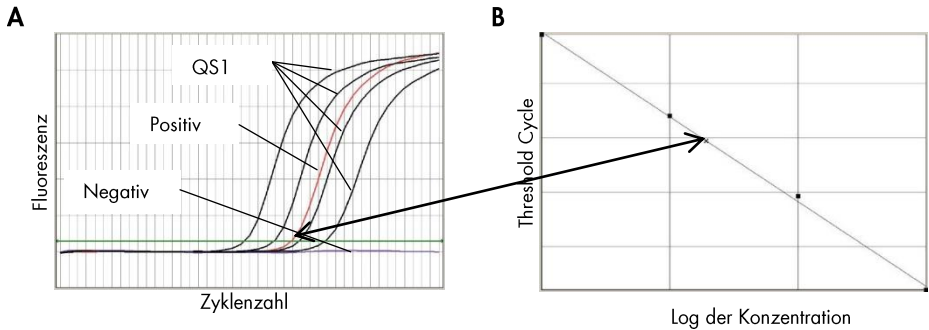 A
QS1
Positiv
Negativ
Fluoreszenz
Zyklenzahl
B
Threshold Cycle
Log der Konzentration